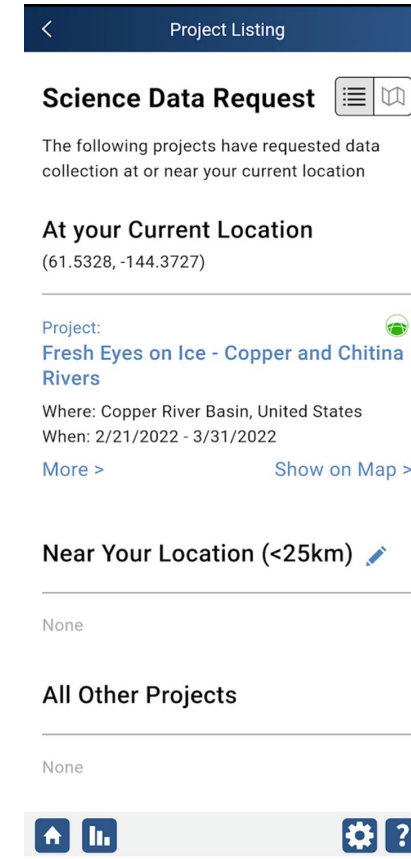 Project Listing
Science Data Request
The following projects have requested data
collection at or near your current location
At your Current Location
(61.5328, -144.3727)
Project:
Fresh Eyes on Ice - Copper and Chitina
Rivers
Where: Copper River Basin, United States
When: 2/21/2022 - 3/31/2022
More >
Show on Map >
Near Your Location (<25km)
None
All Other Projects
None
?